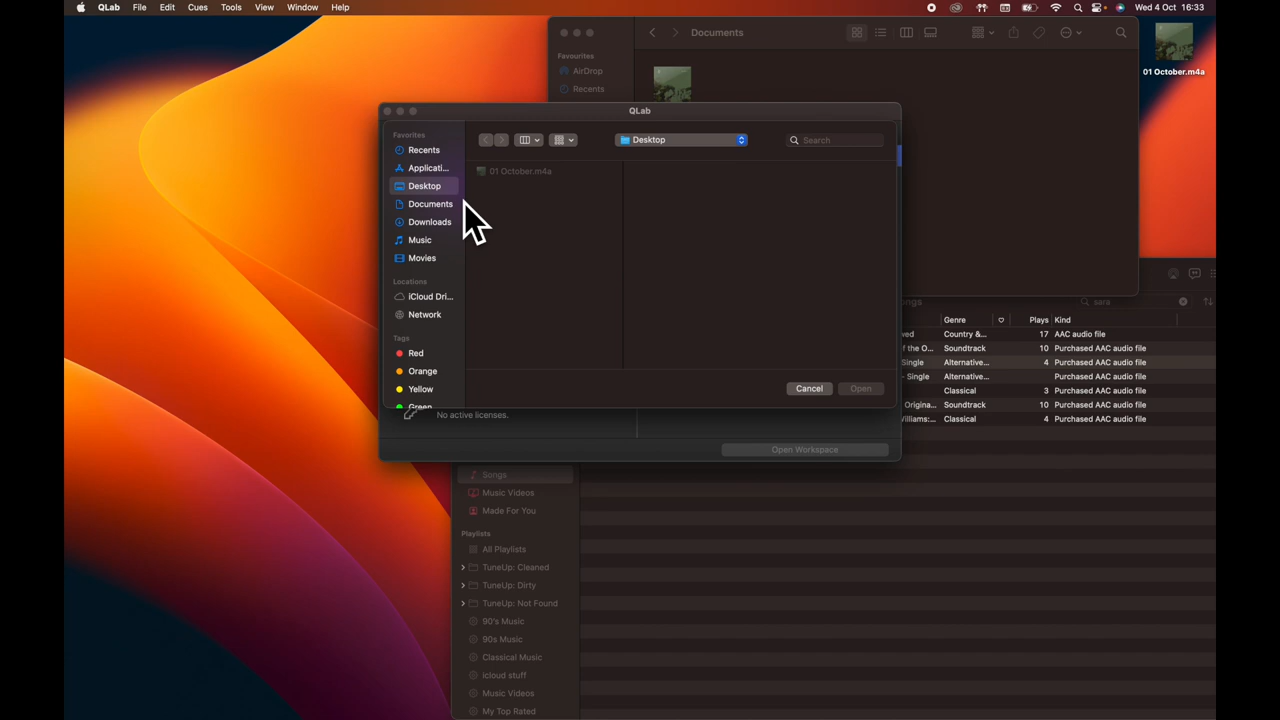 QLab File Edit Cues Tools View Window Help
Wed 4 Oct 16:33
Documents
Favourites
AirDrop
Recents
01 October.m4a
QLab
Favorites
Recents
Applicati...
Desktop
Documents
Downloads
Music
Movies
Locations
iCloud Dri...
Network
Tags
Red
Orange
Yellow
Green
Desktop
Search
01 October.m4a
Cancel
Open
No active licenses.
Open Workspace
ongs
sara
Genre Plays Kind
wed Country &... 17 AAC audio file
f the O... Soundtrack 10 Purchased AAC audio file
Single Alternative... 4 Purchased AAC audio file
- Single Alternative... Purchased AAC audio file
Classical 3 Purchased AAC audio file
Origina... Soundtrack 10 Purchased AAC audio file
Villiams:... Classical 4 Purchased AAC audio file
Songs
Music Videos
Made For You
Playlists
All Playlists
TuneUp: Cleaned
TuneUp: Dirty
TuneUp: Not Found
90's Music
90s Music
Classical Music
icloud stuff
Music Videos
My Top Rated